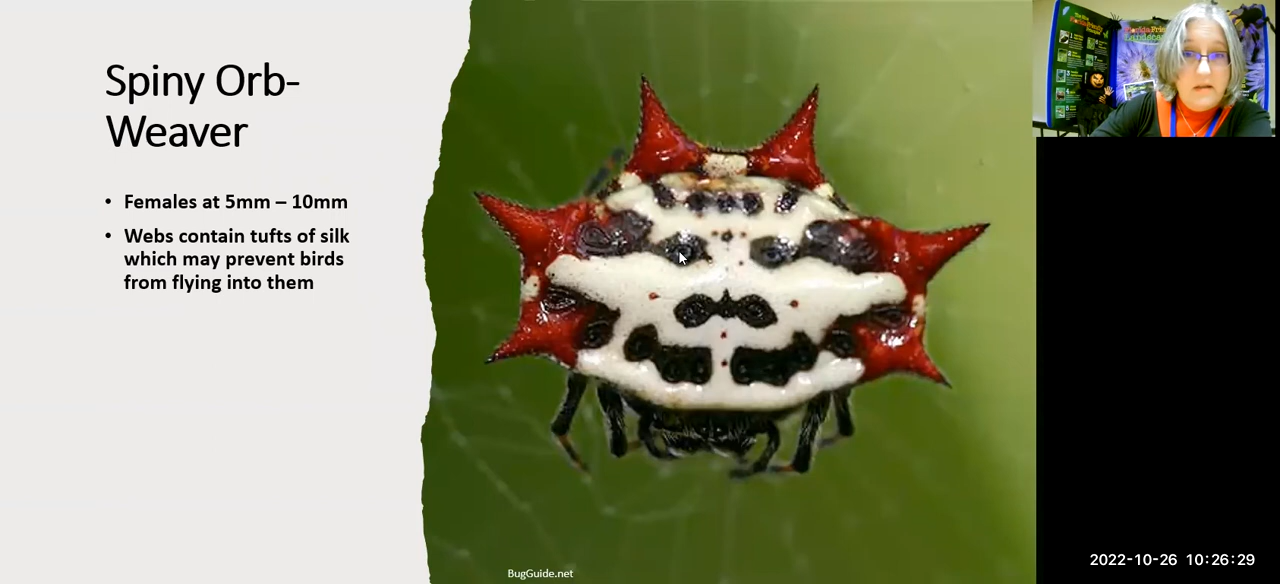 Spiny Orb-
Weaver
• Females at 5mm – 10mm
• Webs contain tufts of silk
which may prevent birds
from flying into them
BugGuide.net
2022-10-26 10:26:29